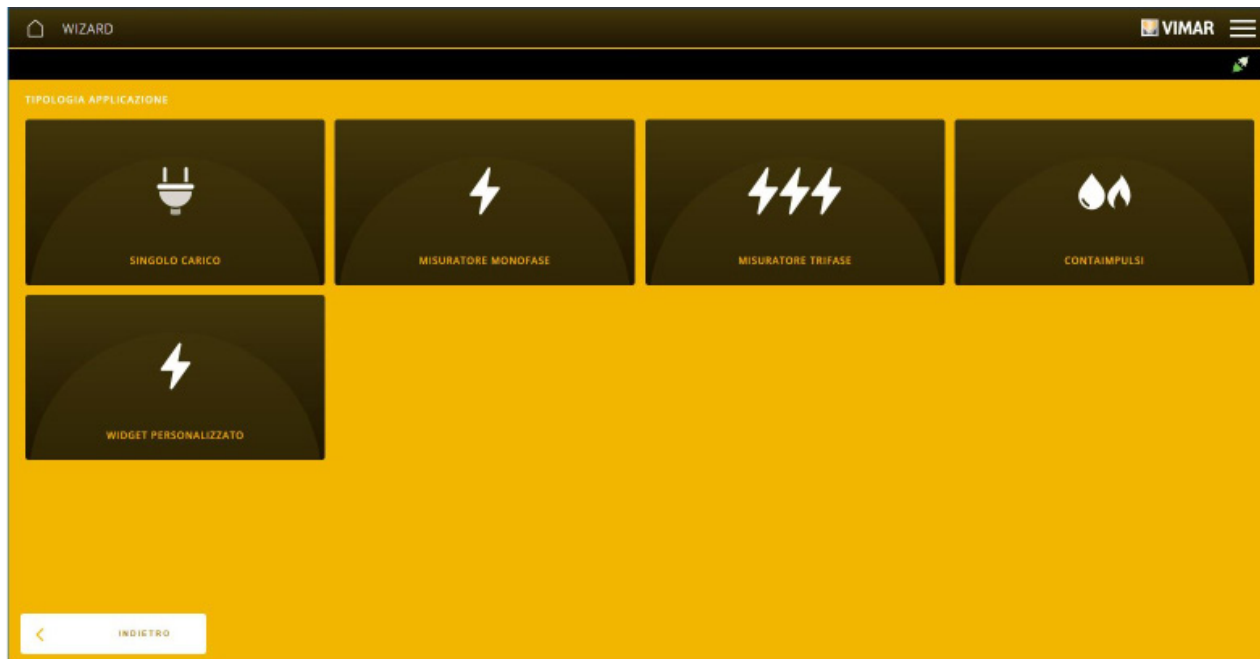 WIZARD
VIMAR
TIPOLOGIA APPLICAZIONE
SINGOLO CARICO
MISURATORE MONOFASE
MISURATORE TRIFASE
CONTAIMPULSI
WIDGET PERSONALIZZATO
INDIETRO